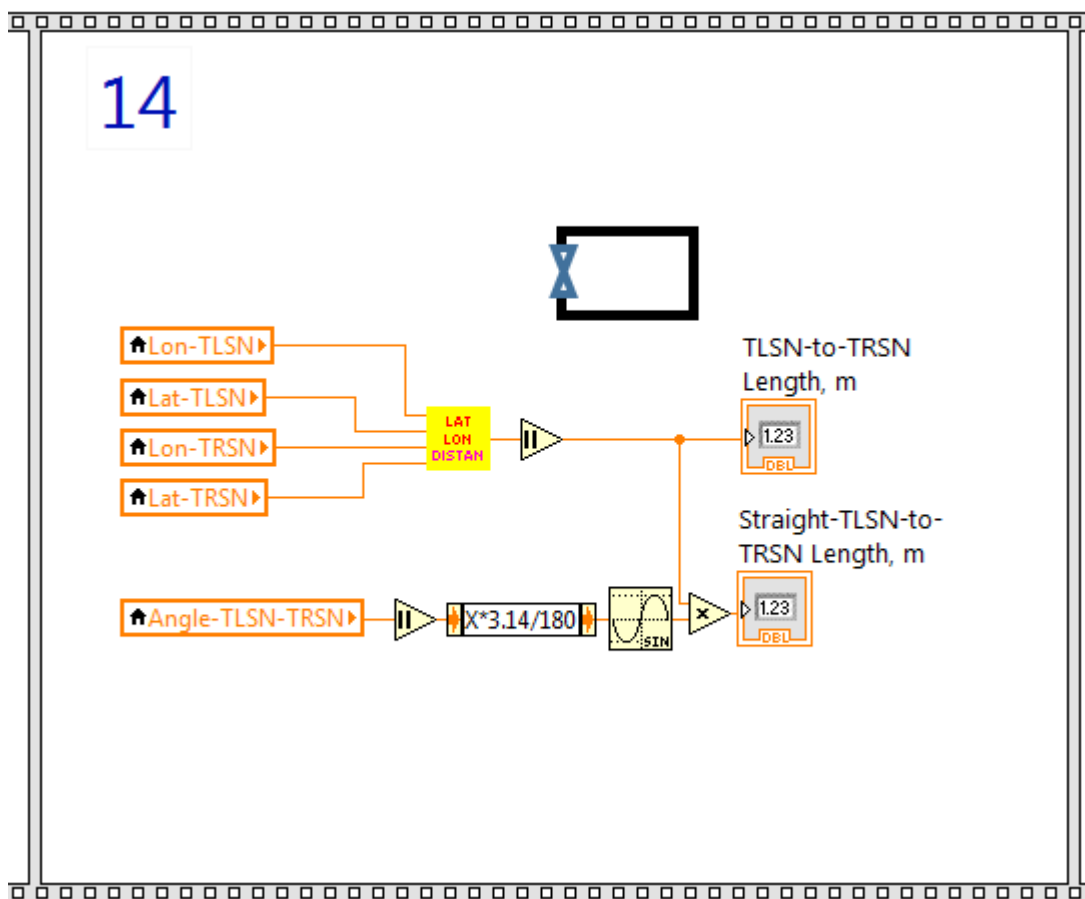 14
Lon-TLSN
Lat-TLSN
Lon-TRSN
Lat-TRSN
LAT
LON
DISTAN
TLSN-to-TRSN
Length, m
1.23
DBL
Straight-TLSN-to-
TRSN Length, m
1.23
DBL
Angle-TLSN-TRSN
X*3.14/180
SIN
x